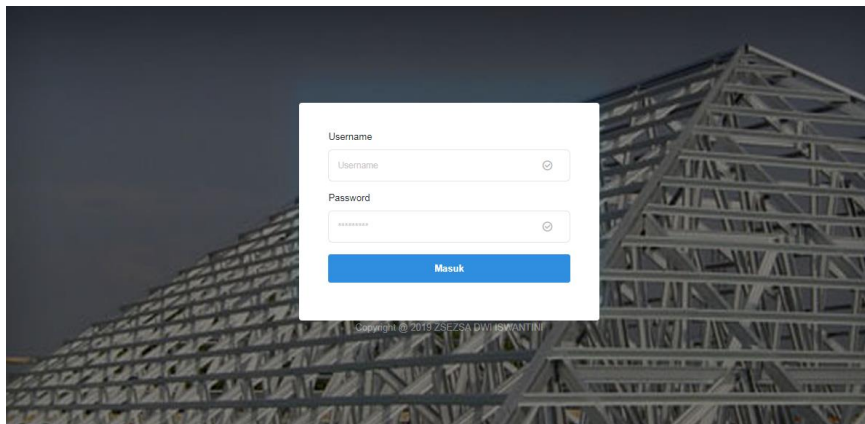 Username
Username
Password
*********
Masuk
Copyright @ 2019 ZSEZSA DWI ISWANTINI